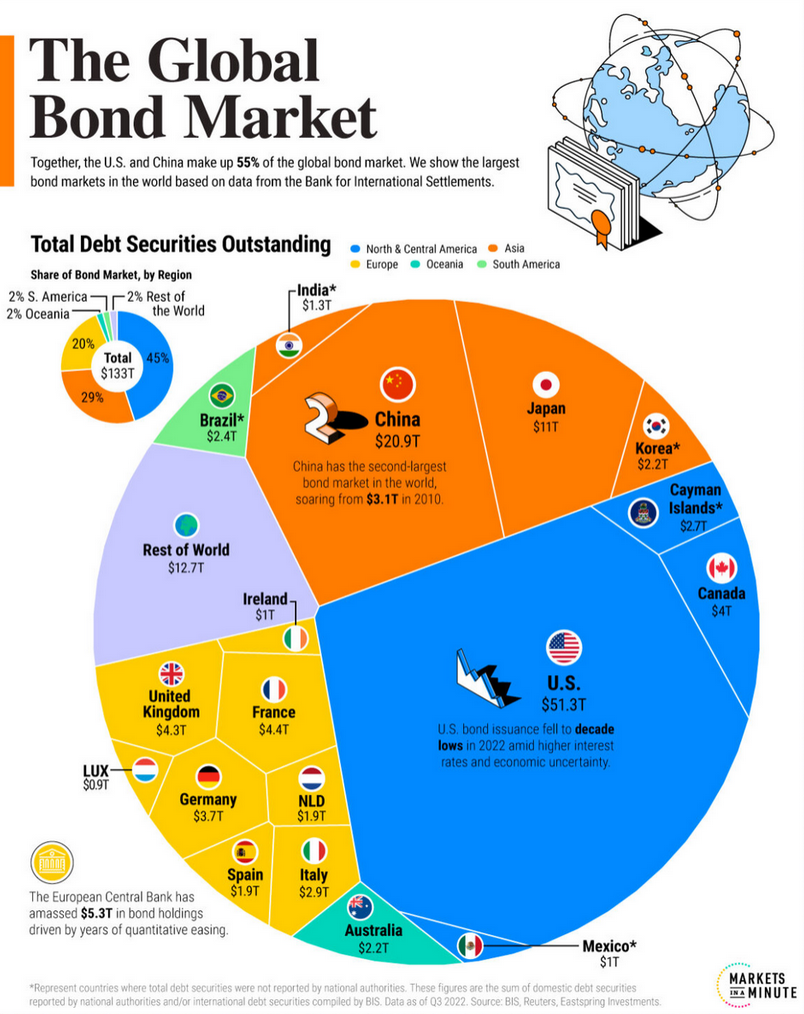 The Global
Bond Market
Together, the U.S. and China make up 55% of the global bond market. We show the largest
bond markets in the world based on data from the Bank for International Settlements.
Total Debt Securities Outstanding
North & Central America
Asia
Europe
Oceania
South America
Share of Bond Market, by Region
2% S. America
2% Rest of
the World
2% Oceania
20%
45%
29%
Total
$133T
India*
$1.3T
Brazil*
$2.4T
2
China
$20.9T
China has the second-largest
bond market in the world,
soaring from $3.1T in 2010.
Japan
$11T
Korea*
$2.2T
Cayman
Islands*
$2.7T
Canada
$4T
Rest of World
$12.7T
Ireland
$1T
U.S.
$51.3T
U.S. bond issuance fell to decade
lows in 2022 amid higher interest
rates and economic uncertainty.
United
Kingdom
$4.3T
France
$4.4T
LUX
$0.9T
Germany
$3.7T
NLD
$1.9T
Spain
$1.9T
Italy
$2.9T
The European Central Bank has
amassed $5.3T in bond holdings
driven by years of quantitative easing.
Australia
$2.2T
Mexico*
$1T
*Represent countries where total debt securities were not reported by national authorities. These figures are the sum of domestic debt securities
reported by national authorities and/or international debt securities compiled by BIS. Data as of Q3 2022. Source: BIS, Reuters, Eastspring Investments.
MARKETS
IN A MINUTE